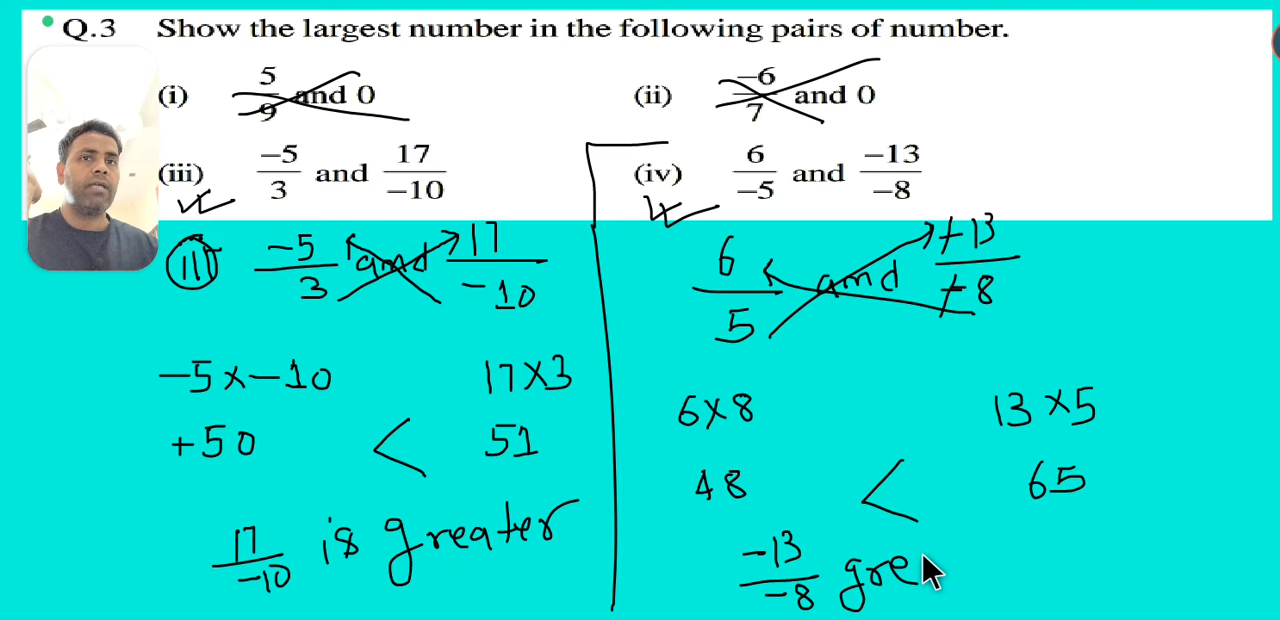 Q.3 Show the largest number in the following pairs of number.
(i) 5/9 and 0 (ii) -6/7 and 0
(iii) -5/3 and 17/-10 (iv) 6/-5 and -13/-8
(III) -5/3 and 17/-10
6/5 and -13/-8
-5×-10 17×3
+50 < 51
17/-10 is greater
6×8 13×5
48 < 65
-13/-8 gre